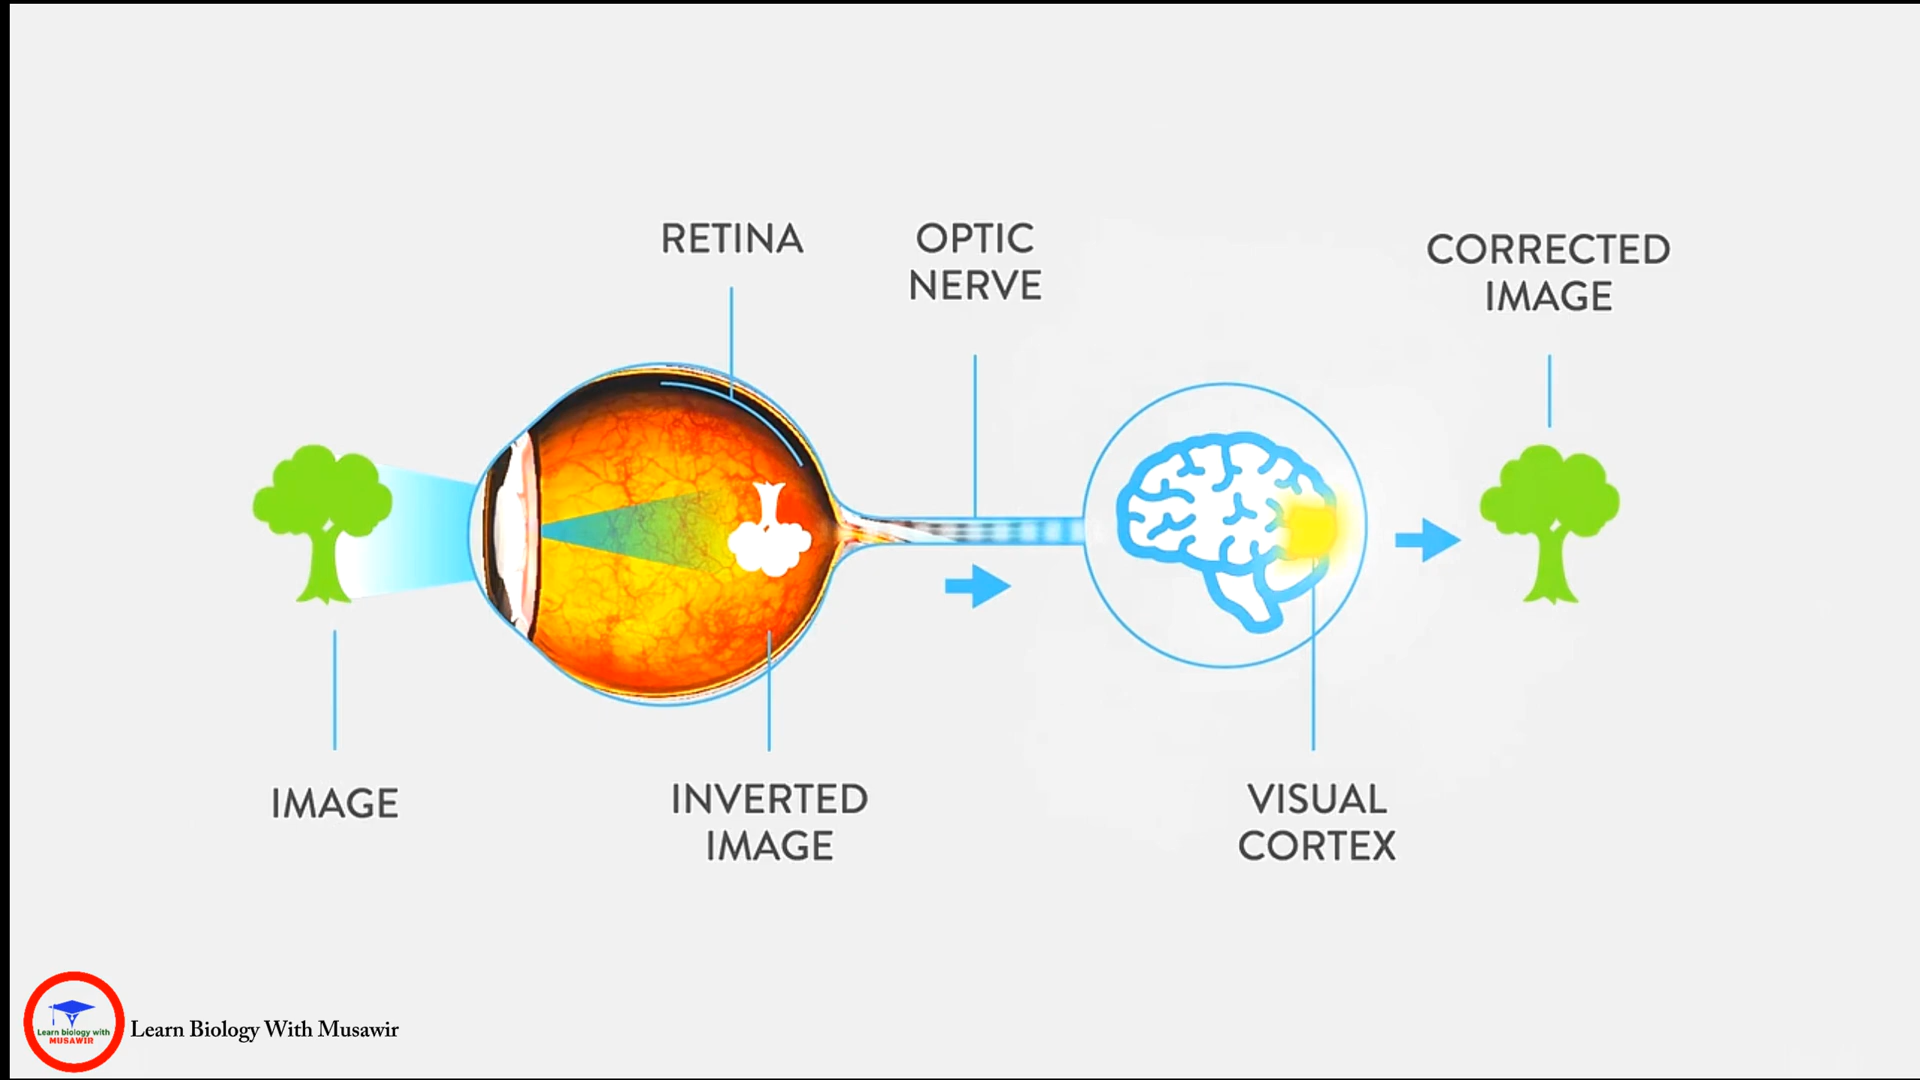 RETINA
OPTIC
NERVE
CORRECTED
IMAGE
IMAGE
INVERTED
IMAGE
VISUAL
CORTEX
Learn biology with
MUSAWIR
Learn Biology With Musawir